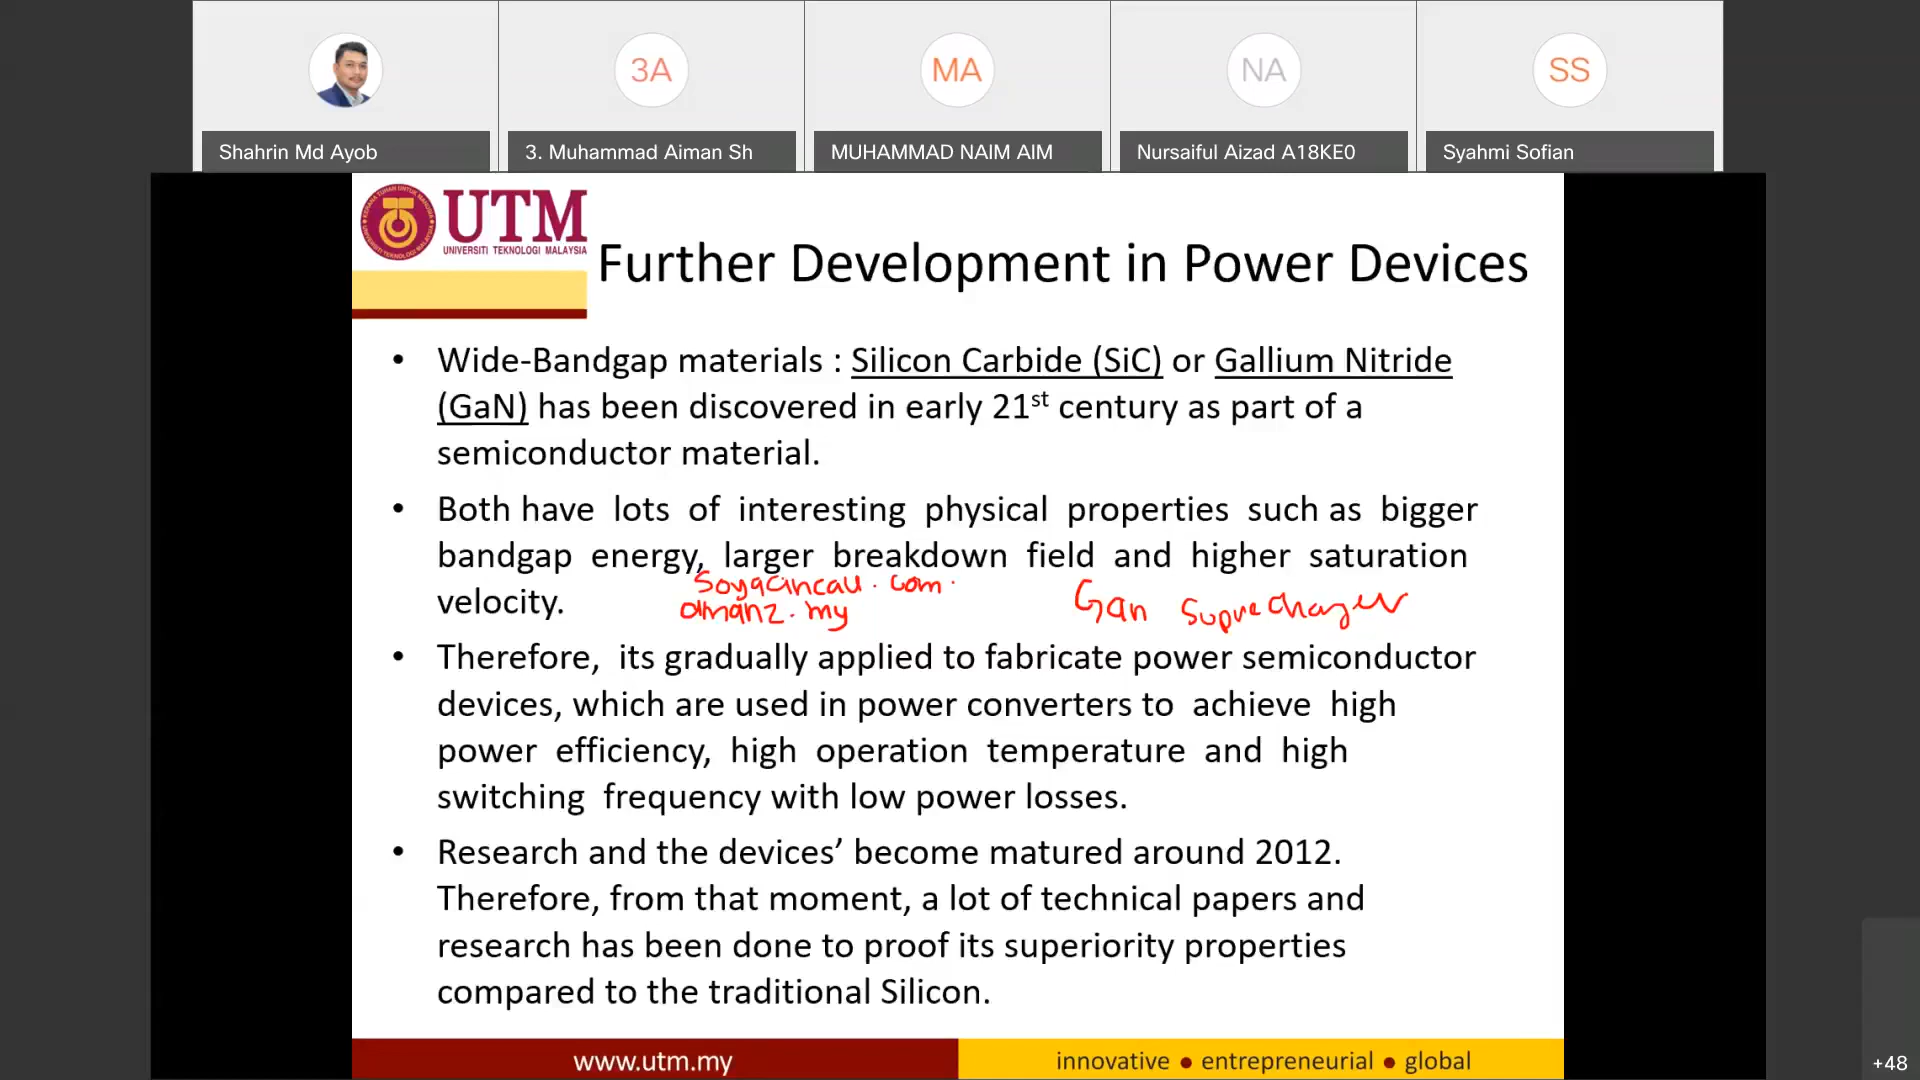 3A
MA
NA
SS
Shahrin Md Ayob
3. Muhammad Aiman Sh
MUHAMMAD NAIM AIM
Nursaiful Aizad A18KE0
Syahmi Sofian
UTM
UNIVERSITI TEKNOLOGI MALAYSIA
Further Development in Power Devices
• Wide-Bandgap materials : Silicon Carbide (SiC) or Gallium Nitride
(GaN) has been discovered in early 21st century as part of a
semiconductor material.
• Both have lots of interesting physical properties such as bigger
bandgap energy, larger breakdown field and higher saturation
velocity.
soyacincau.com
amanz.my
Gan
• Therefore, its gradually applied to fabricate power semiconductor
devices, which are used in power converters to achieve high
power efficiency, high operation temperature and high
switching frequency with low power losses.
• Research and the devices’ become matured around 2012.
Therefore, from that moment, a lot of technical papers and
research has been done to proof its superiority properties
compared to the traditional Silicon.
www.utm.my
innovative ● entrepreneurial ● global
+48